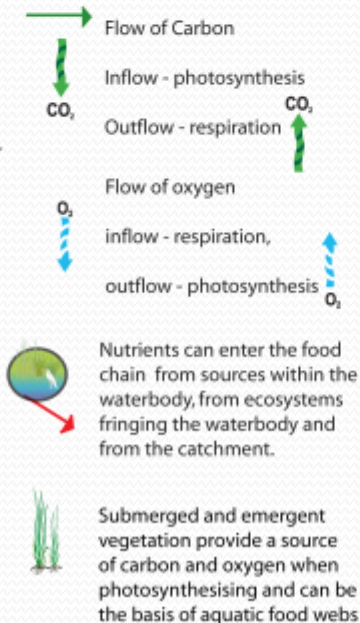 Flow of Carbon
Inflow - photosynthesis
CO₂
CO₂
Outflow - respiration
Flow of oxygen
O₂
inflow - respiration,
outflow - photosynthesis
O₂
Nutrients can enter the food
chain from sources within the
waterbody, from ecosystems
fringing the waterbody and
from the catchment.
Submerged and emergent
vegetation provide a source
of carbon and oxygen when
photosynthesising and can be
the basis of aquatic food webs